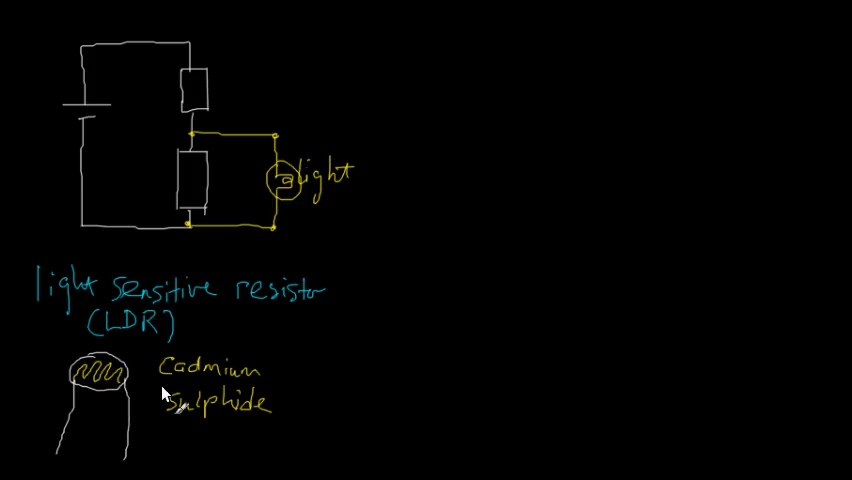 light
light sensitive resistor
(LDR)
Cadmium
Sulphide